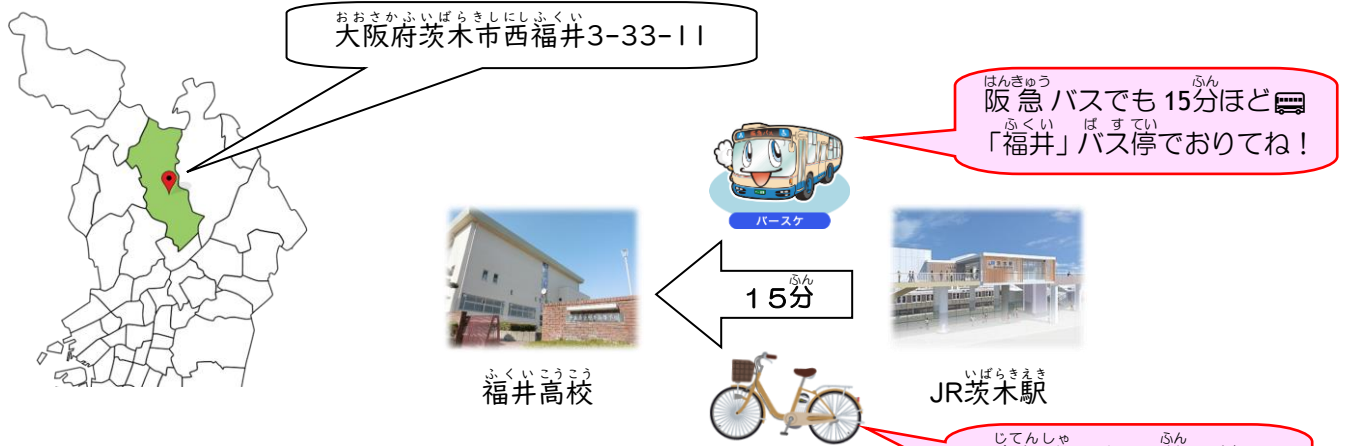 おおさかふいばらきしにしふくい
大阪府茨木市西福井3-33-11
はんきゅう ふん
阪急バスでも15分ほど
ふくい ばすてい
「福井」バス停でおりてね！
バースケ
ふん
15分
ふくいこうこう
福井高校
いばらきえき
JR茨木駅
じてんしゃ ふん